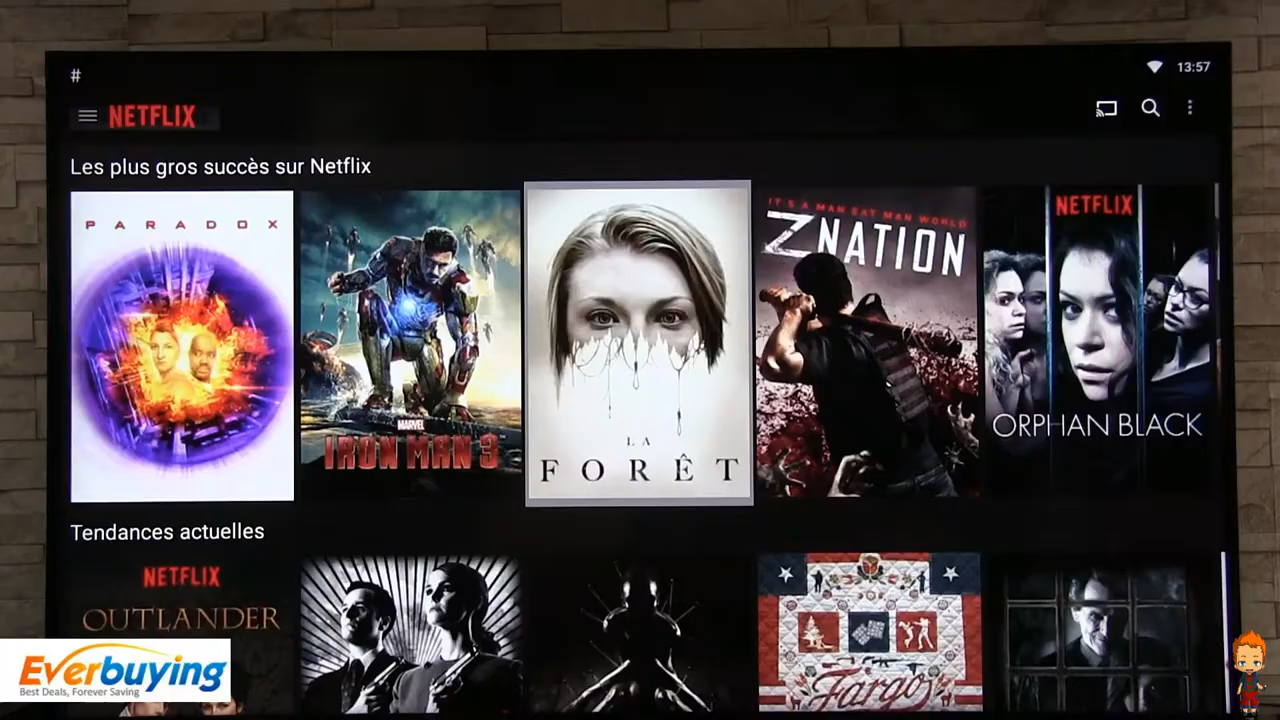 #
13:57
NETFLIX
Les plus gros succès sur Netflix
PARADOX
MARVEL
IRON MAN 3
LA
FORÊT
IT'S A MAN EAT MAN WORLD
Z NATION
NETFLIX
ORPHAN BLACK
Tendances actuelles
NETFLIX
OUTLANDER
Fargo
Everbuying
Best Deals, Forever Saving